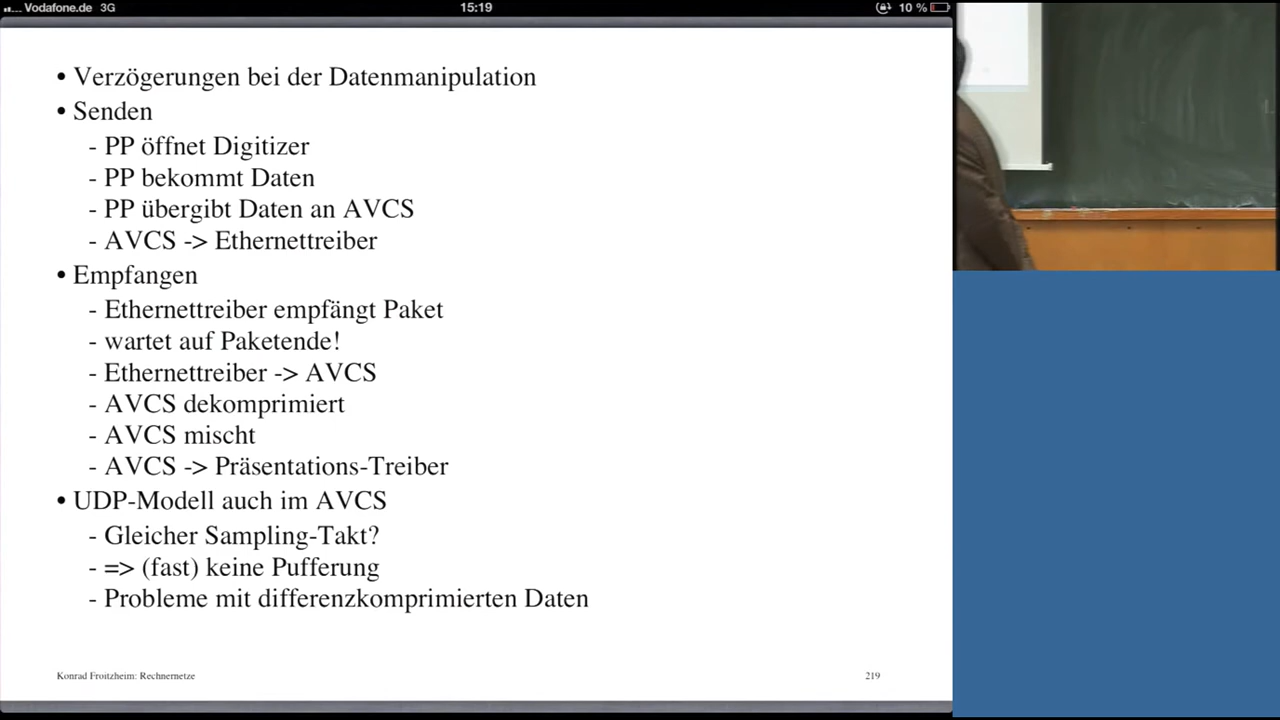 Vodafone.de 3G 15:19 10 %
• Verzögerungen bei der Datenmanipulation
• Senden
- PP öffnet Digitizer
- PP bekommt Daten
- PP übergibt Daten an AVCS
- AVCS -> Ethernettreiber
• Empfangen
- Ethernettreiber empfängt Paket
- wartet auf Paketende!
- Ethernettreiber -> AVCS
- AVCS dekomprimiert
- AVCS mischt
- AVCS -> Präsentations-Treiber
• UDP-Modell auch im AVCS
- Gleicher Sampling-Takt?
- => (fast) keine Pufferung
- Probleme mit differenzkomprimierten Daten
Konrad Froitzheim: Rechnernetze 219